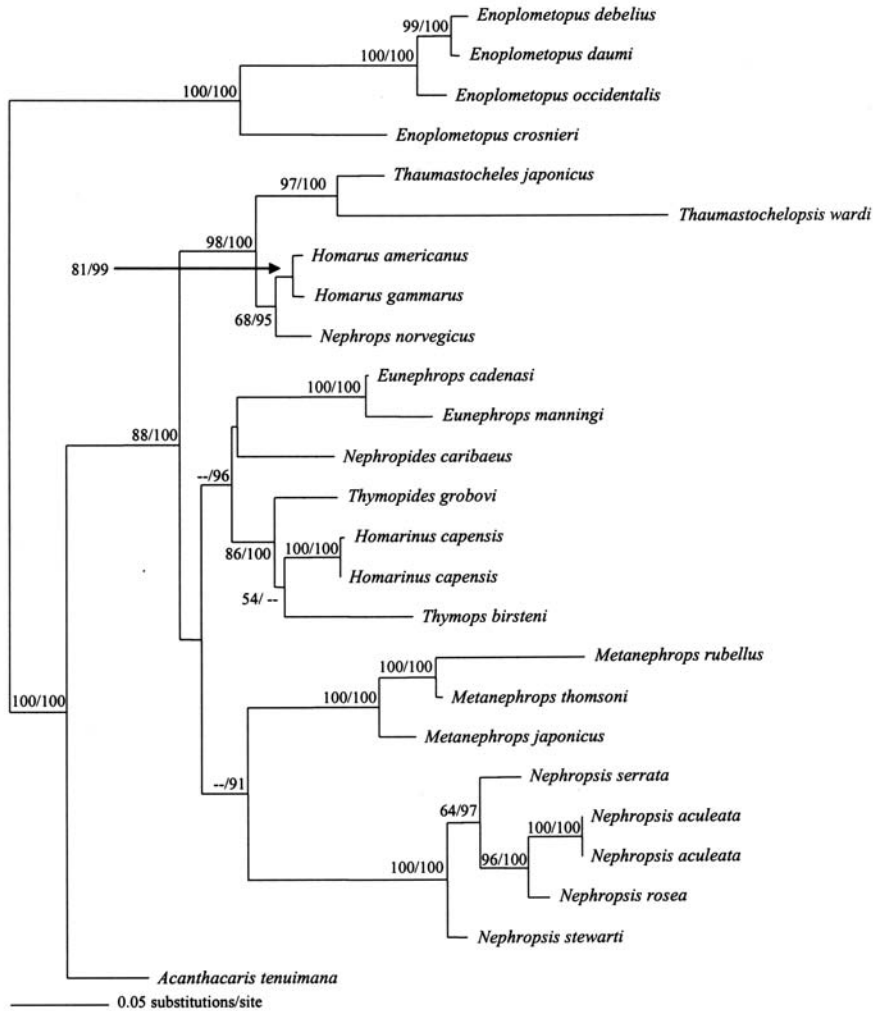 Enoplometopus debelius
99/100
Enoplometopus daumi
100/100
Enoplometopus occidentalis
100/100
Enoplometopus crosnieri
Thaumastocheles japonicus
97/100
Thaumastochelopsis wardi
98/100
Homarus americanus
81/99
Homarus gammarus
68/95
Nephrops norvegicus
Eunephrops cadenasi
100/100
Eunephrops manningi
88/100
Nephropides caribaeus
--/96
Thymopides grobovi
Homarinus capensis
86/100
100/100
Homarinus capensis
54/ --
Thymops birsteni
Metanephrops rubellus
100/100
100/100
Metanephrops thomsoni
100/100
Metanephrops japonicus
Nephropsis serrata
--/91
64/97
Nephropsis aculeata
100/100
Nephropsis aculeata
100/100
96/100
Nephropsis rosea
Nephropsis stewarti
Acanthacaris tenuimana
0.05 substitutions/site